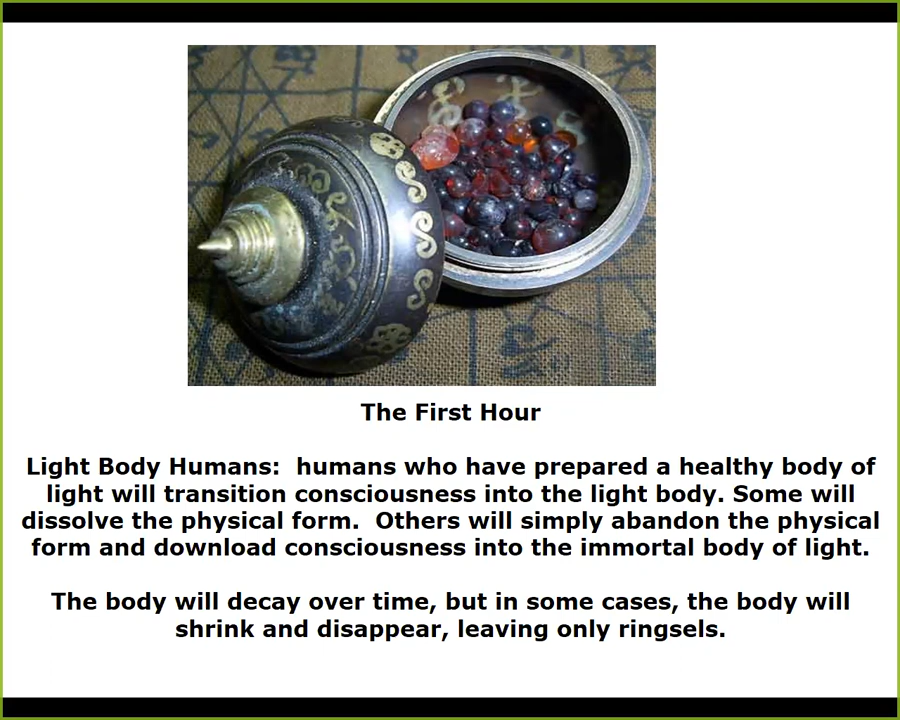 The First Hour
Light Body Humans:  humans who have prepared a healthy body of
light will transition consciousness into the light body. Some will
dissolve the physical form.  Others will simply abandon the physical
form and download consciousness into the immortal body of light.
The body will decay over time, but in some cases, the body will
shrink and disappear, leaving only ringsels.